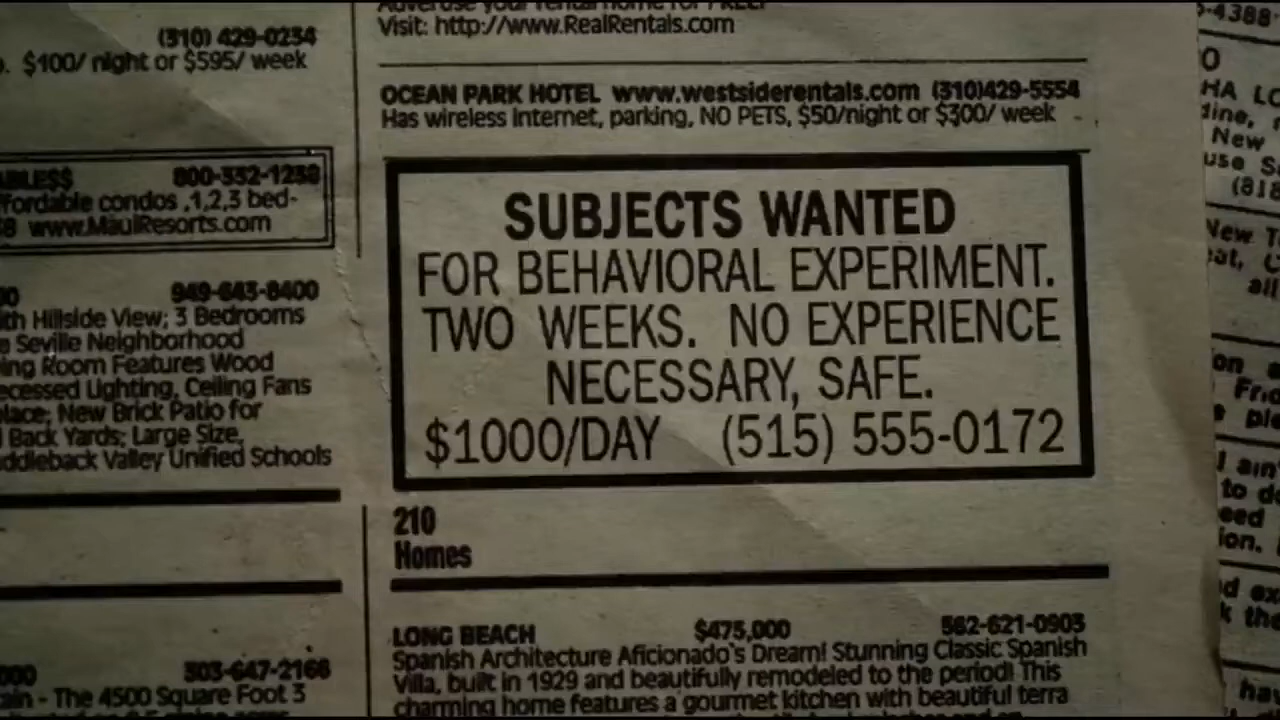 (310) 429-0234
$100/ night or $595/ week
800-332-1238
condos ,1,2,3 bed-
www.MauiResorts.com
949-643-8400
Hillside View; 3 Bedrooms
Seville Neighborhood
Room Features Wood
Lighting, Ceiling Fans
New Brick Patio for
Back Yards; Large Size,
Valley Unified Schools
303-647-2166
- The 4500 Square Foot 3
Visit: http://www.RealRentals.com
OCEAN PARK HOTEL www.westsiderentals.com (310)429-5554
Has wireless internet, parking, NO PETS, $50/night or $300/ week
SUBJECTS WANTED
FOR BEHAVIORAL EXPERIMENT.
TWO WEEKS. NO EXPERIENCE
NECESSARY, SAFE.
$1000/DAY (515) 555-0172
210
Homes
LONG BEACH $475,000 562-621-0903
Spanish Architecture Aficionado's Dream! Stunning Classic Spanish
Villa, built in 1929 and beautifully remodeled to the period! This
charming home features a gourmet kitchen with beautiful terra
-4388
New
New
all